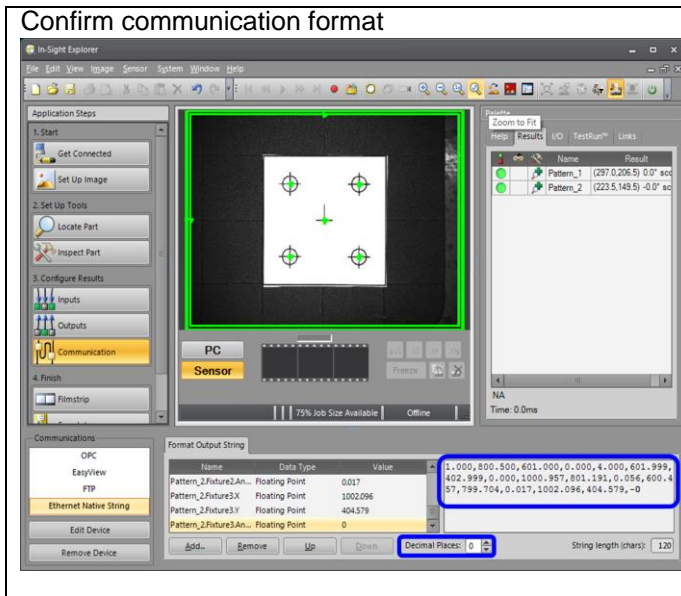 Confirm communication format
In-Sight Explorer
File Edit View Image Sensor System Window Help
Application Steps
1. Start
Get Connected
Set Up Image
2. Set Up Tools
Locate Part
Inspect Part
3. Configure Results
Inputs
Outputs
Communication
4. Finish
Filmstrip
PC
Sensor
Freeze
75% Job Size Available
Offline
Palette
Zoom to Fit
Help Results I/O TestRun™ Links
Name Result
Pattern_1 (297.0,206.5) 0.0° sco
Pattern_2 (223.5,149.5) -0.0° sc
NA
Time: 0.0ms
Communications
OPC
EasyView
FTP
Ethernet Native String
Edit Device
Remove Device
Format Output String
Name Data Type Value
Pattern_2.Fixture2.An... Floating Point 0.017
Pattern_2.Fixture3.X Floating Point 1002.096
Pattern_2.Fixture3.Y Floating Point 404.579
Pattern_2.Fixture3.An... Floating Point 0
1.000,800.500,601.000,0.000,4.000,601.999,
402.999,0.000,1000.957,801.191,0.056,600.4
57,799.704,0.017,1002.096,404.579,-0
Add.. Remove Up Down Decimal Places: 0 String length (chars): 120